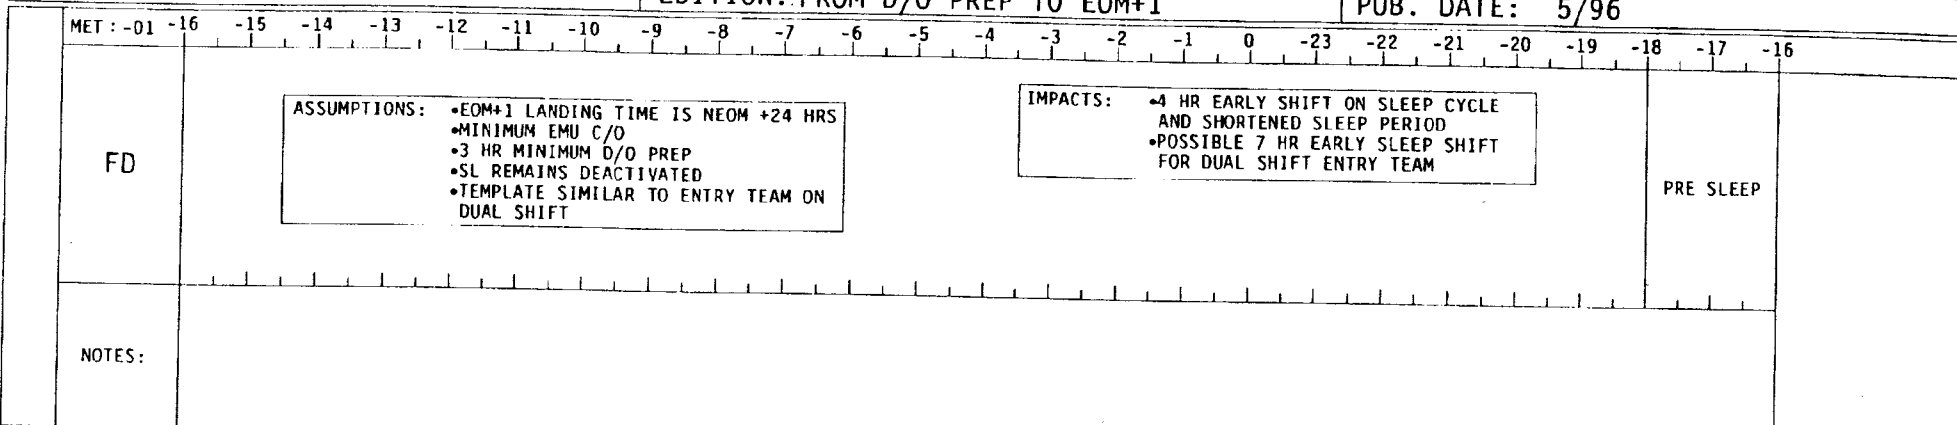 EDITION: FROM D/O PREP TO EOM+1 PUB. DATE: 5/96
MET: -01 -16 -15 -14 -13 -12 -11 -10 -9 -8 -7 -6 -5 -4 -3 -2 -1 0 -23 -22 -21 -20 -19 -18 -17 -16
FD
ASSUMPTIONS: •EOM+1 LANDING TIME IS NEOM +24 HRS
•MINIMUM EMU C/O
•3 HR MINIMUM D/O PREP
•SL REMAINS DEACTIVATED
•TEMPLATE SIMILAR TO ENTRY TEAM ON
DUAL SHIFT
IMPACTS: •4 HR EARLY SHIFT ON SLEEP CYCLE
AND SHORTENED SLEEP PERIOD
•POSSIBLE 7 HR EARLY SLEEP SHIFT
FOR DUAL SHIFT ENTRY TEAM
PRE SLEEP
NOTES: